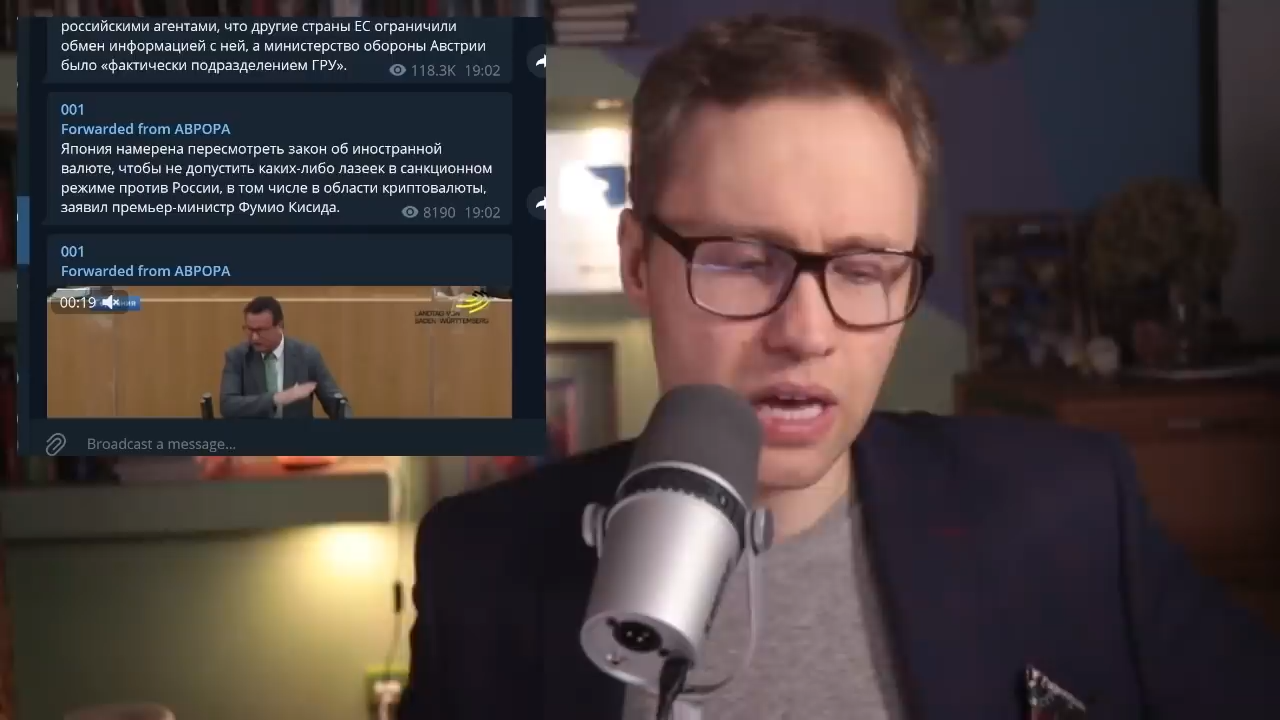 российскими агентами, что другие страны ЕС ограничили
обмен информацией с ней, а министерство обороны Австрии
было «фактически подразделением ГРУ».
118.3K 19:02
001
Forwarded from АВРОРА
Япония намерена пересмотреть закон об иностранной
валюте, чтобы не допустить каких-либо лазеек в санкционном
режиме против России, в том числе в области криптовалюты,
заявил премьер-министр Фумио Кисида.
8190 19:02
001
Forwarded from АВРОРА
00:19
LANDTAG VON
BADEN-WÜRTTEMBERG
Broadcast a message...